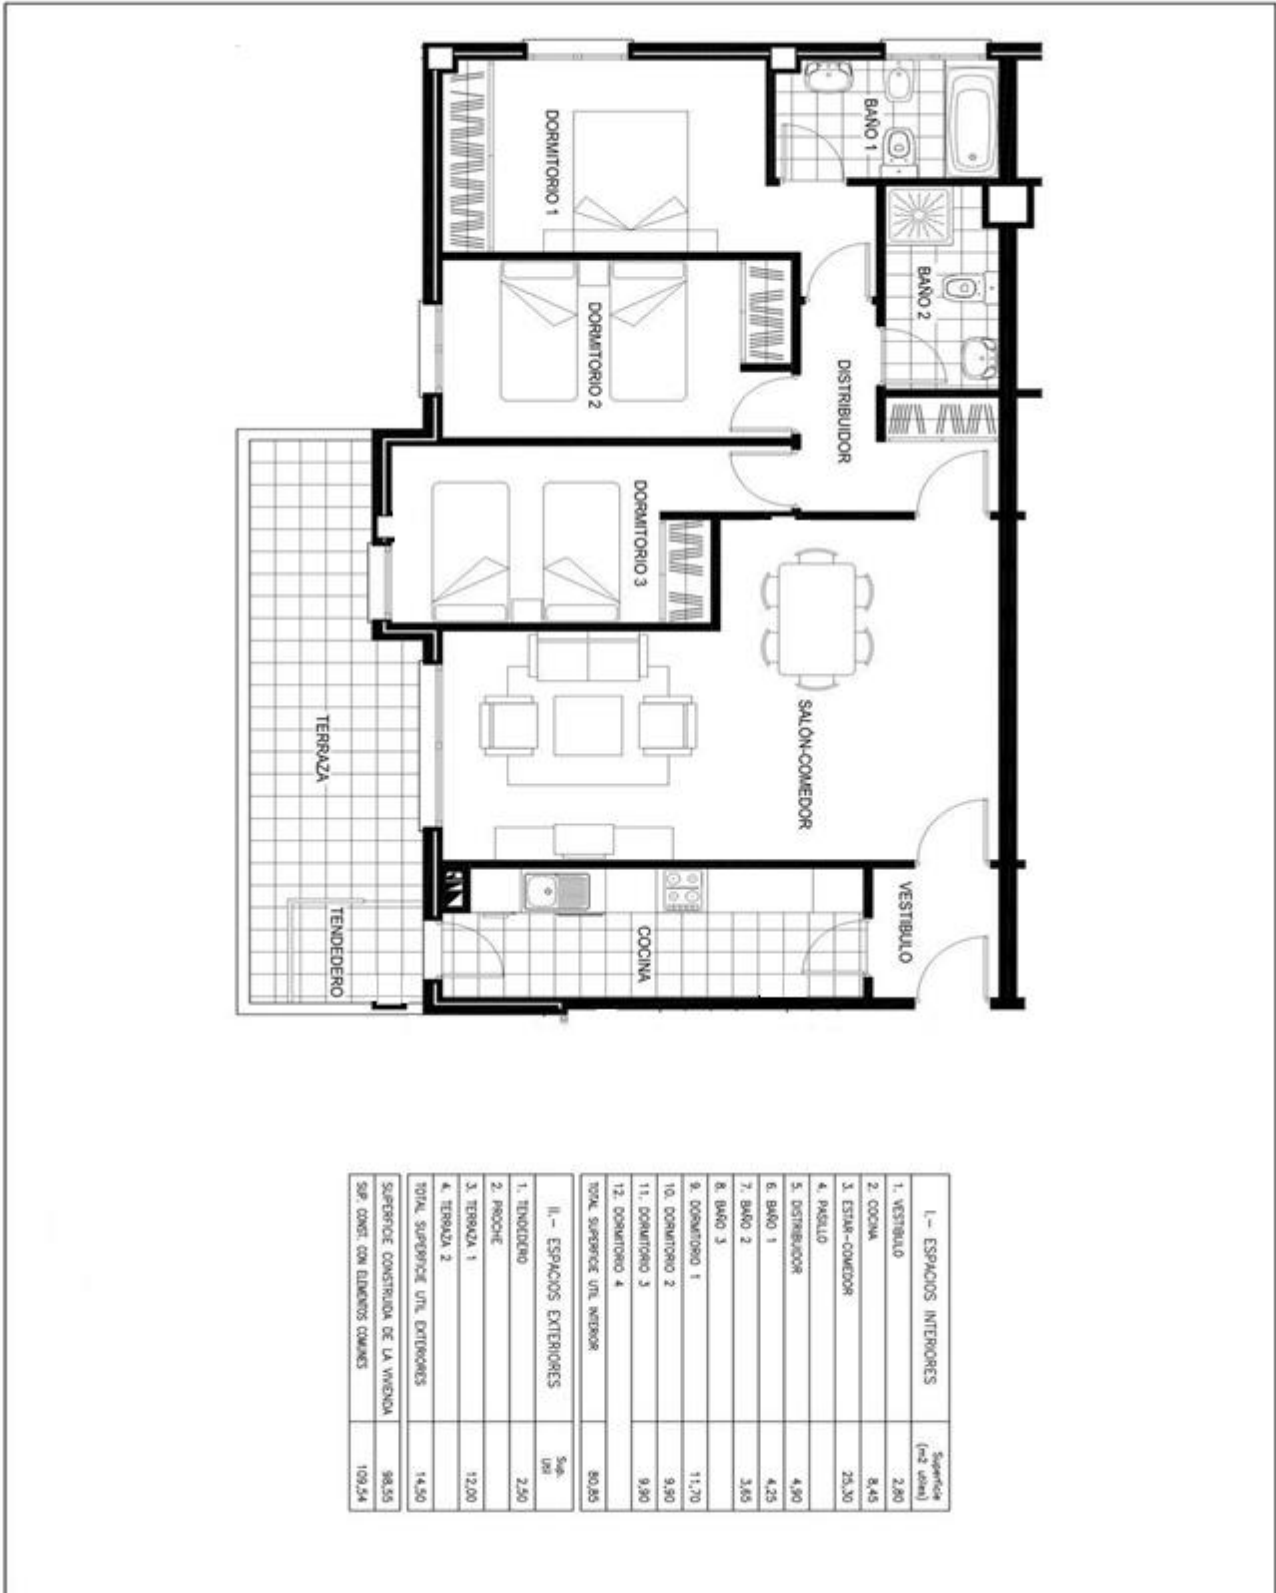 BAÑO 1
DORMITORIO 1
BAÑO 2
DORMITORIO 2
DISTRIBUIDOR
DORMITORIO 3
SALÓN-COMEDOR
TERRAZA
VESTIBULO
COCINA
TENDEDERO
I.- ESPACIOS INTERIORES Superficie (m2 utiles)
1. VESTIBULO 2,80
2. COCINA 8,45
3. ESTAR-COMEDOR 25,30
4. PASILLO
5. DISTRIBUIDOR 4,90
6. BAÑO 1 4,25
7. BAÑO 2 3,65
8. BAÑO 3
9. DORMITORIO 1 11,70
10. DORMITORIO 2 9,90
11. DORMITORIO 3 9,90
12. DORMITORIO 4
TOTAL SUPERFICIE UTIL INTERIOR 80,85
II.- ESPACIOS EXTERIORES Sup. Util
1. TENDEDERO 2,50
2. PROCHE
3. TERRAZA 1 12,00
4. TERRAZA 2
TOTAL SUPERFICIE UTIL EXTERIORES 14,50
SUPERFICIE CONSTRUIDA DE LA VIVIENDA 98,55
SUP. CONST. CON ELEMENTOS COMUNES 109,54